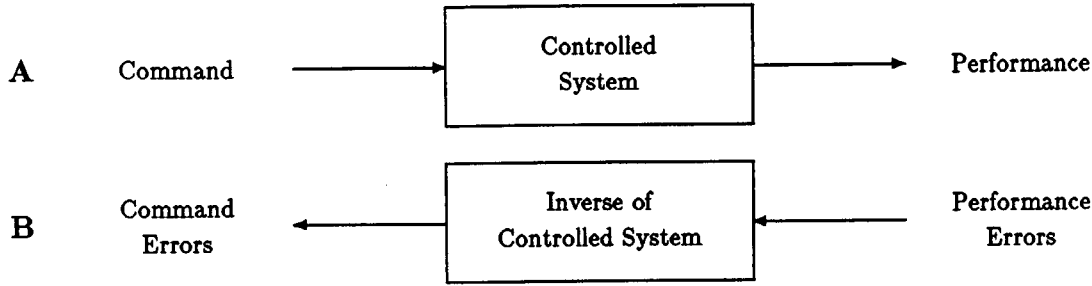 A
Command
Controlled
System
Performance
B
Command
Errors
Inverse of
Controlled System
Performance
Errors